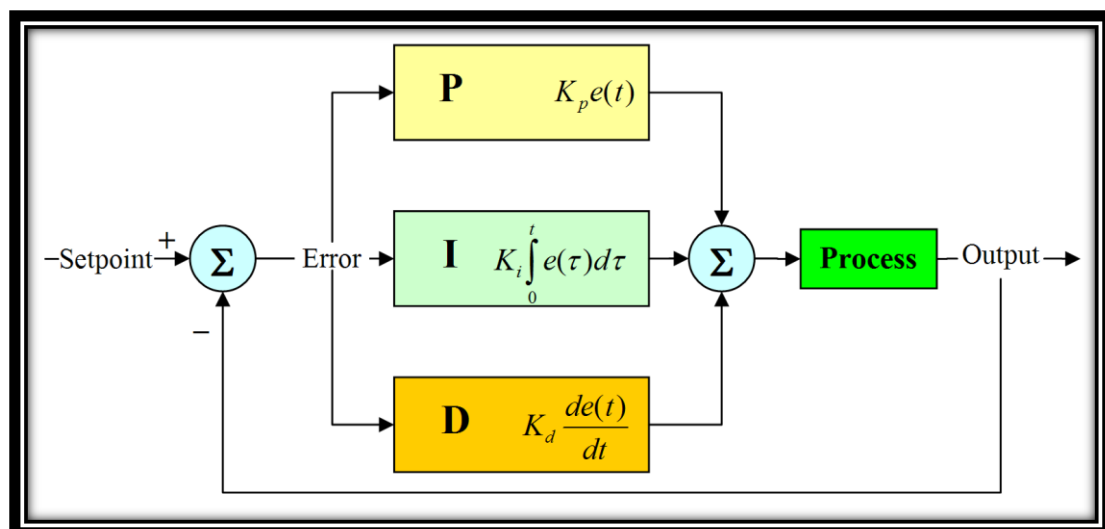 P K_p e(t)
+
–Setpoint
Σ
Error
I K_i ∫_0^t e(τ)dτ
Σ
Process
Output
–
D K_d de(t)/dt